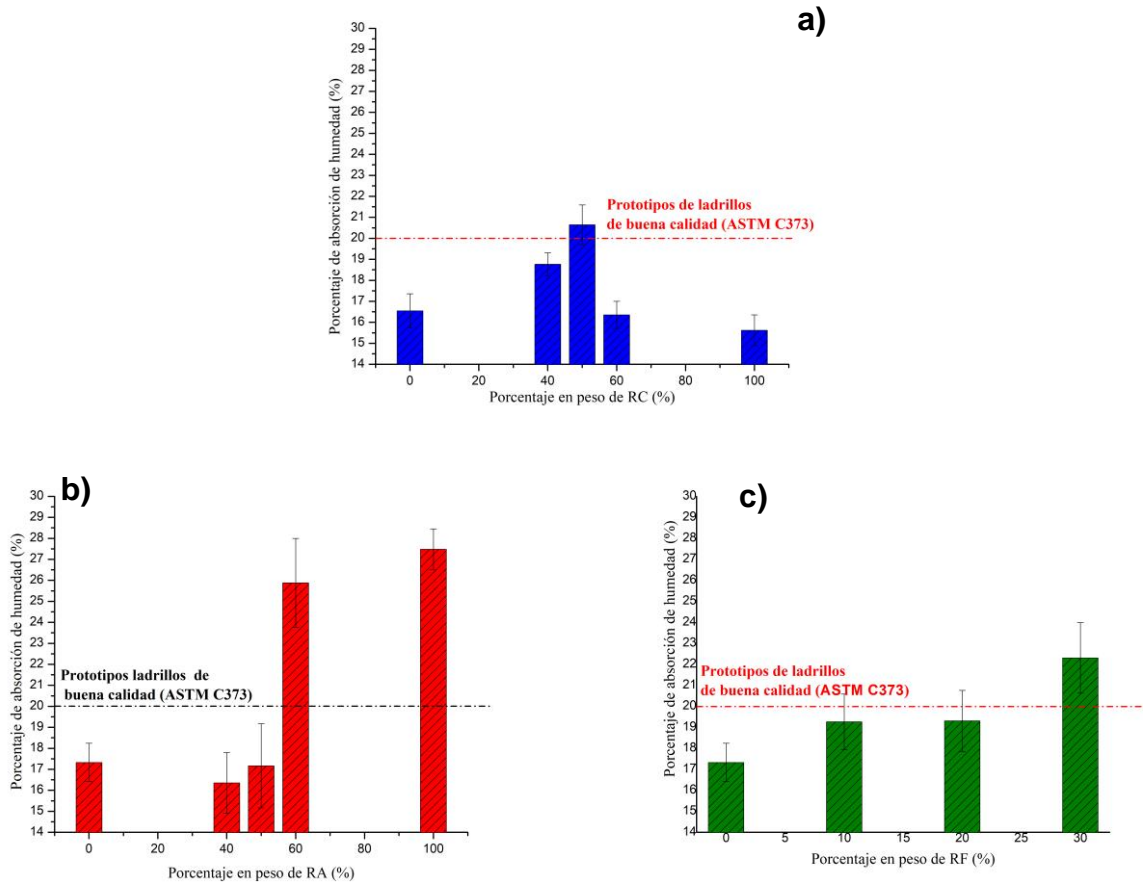 a)
30
29
28
27
26
25
24
23
22
21
20
19
18
17
16
15
14
Porcentaje de absorción de humedad (%)
Prototipos de ladrillos
de buena calidad (ASTM C373)
0 20 40 60 80 100
Porcentaje en peso de RC (%)
b)
30
29
28
27
26
25
24
23
22
21
20
19
18
17
16
15
14
Porcentaje de absorción de humedad (%)
Prototipos ladrillos de
buena calidad (ASTM C373)
0 20 40 60 80 100
Porcentaje en peso de RA (%)
c)
30
29
28
27
26
25
24
23
22
21
20
19
18
17
16
15
14
Porcentaje de absorción de humedad (%)
Prototipos de ladrillos
de buena calidad (ASTM C373)
0 5 10 15 20 25 30
Porcentaje en peso de RF (%)